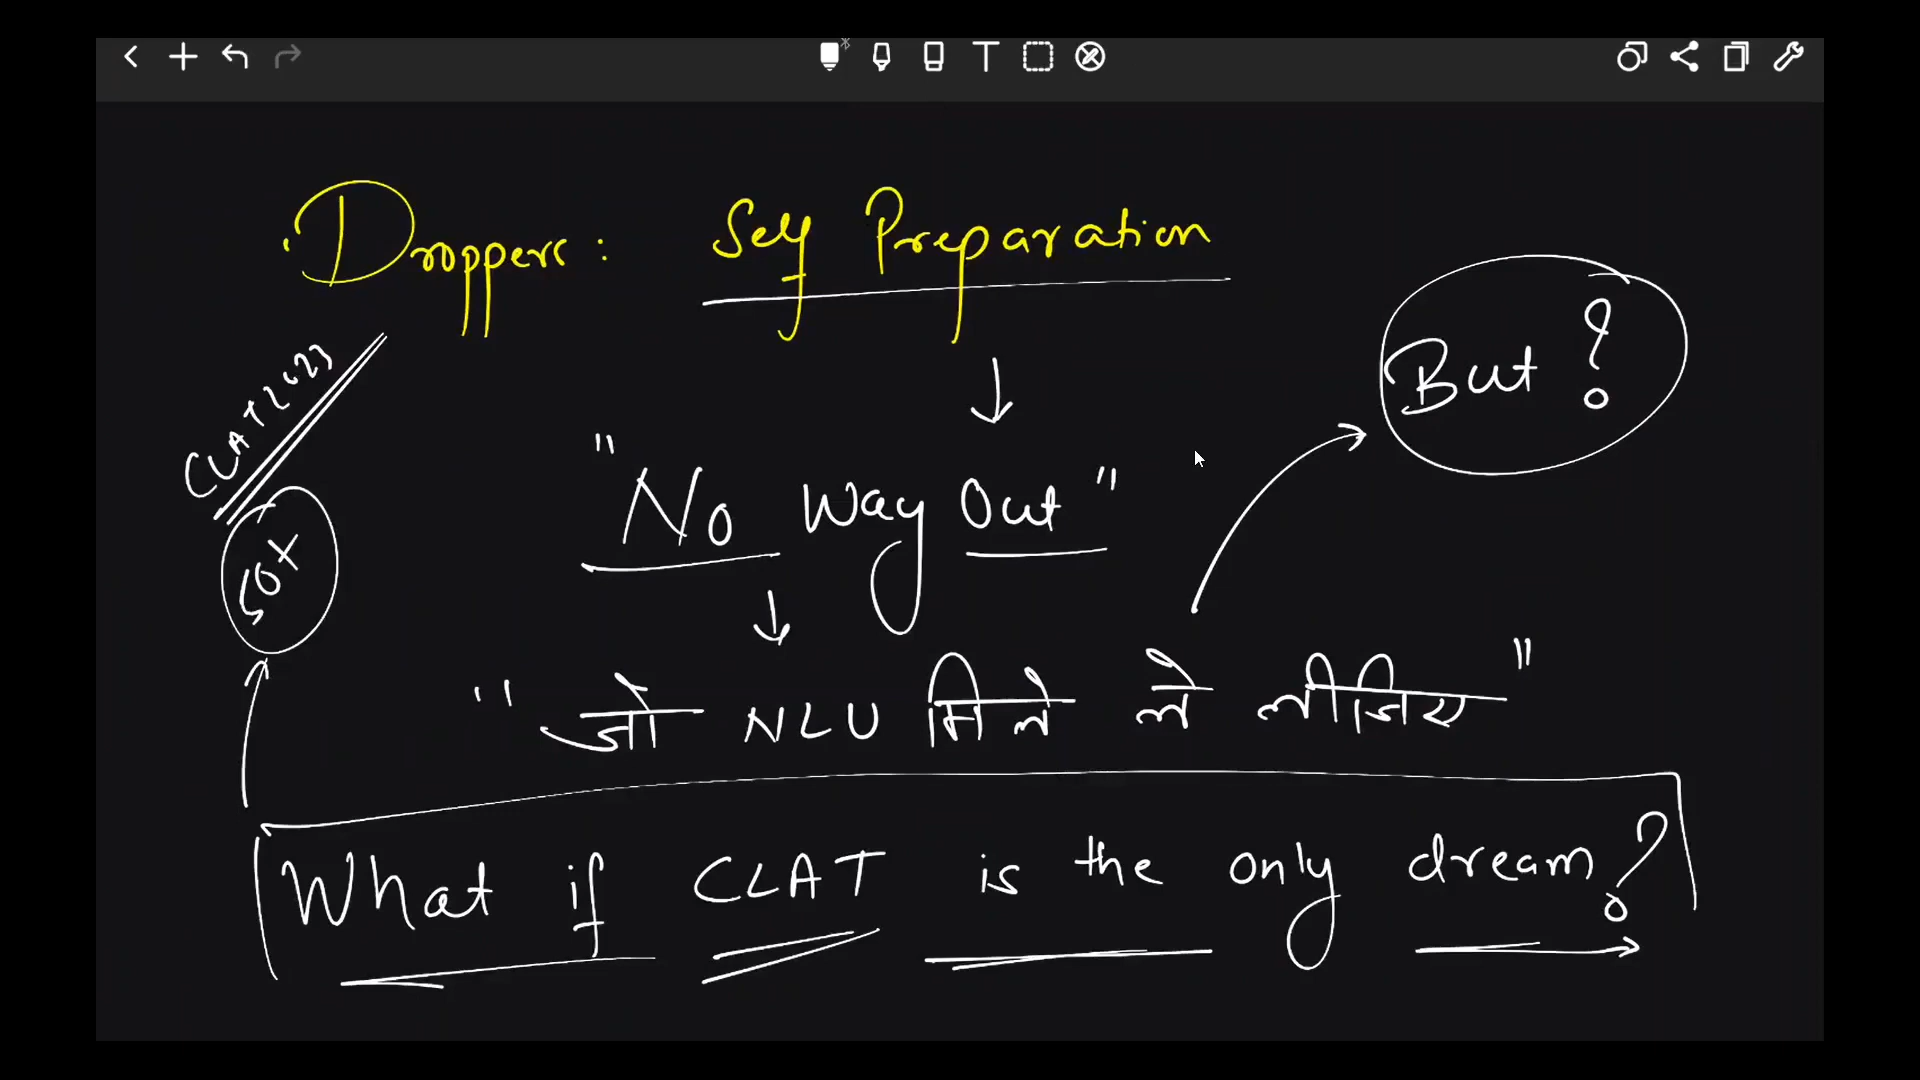 Droppers: Self Preparation
But ?
CLAT 2023
"No Way Out"
50+
"जो NLU मिले ले लीजिए"
What if CLAT is the only dream?